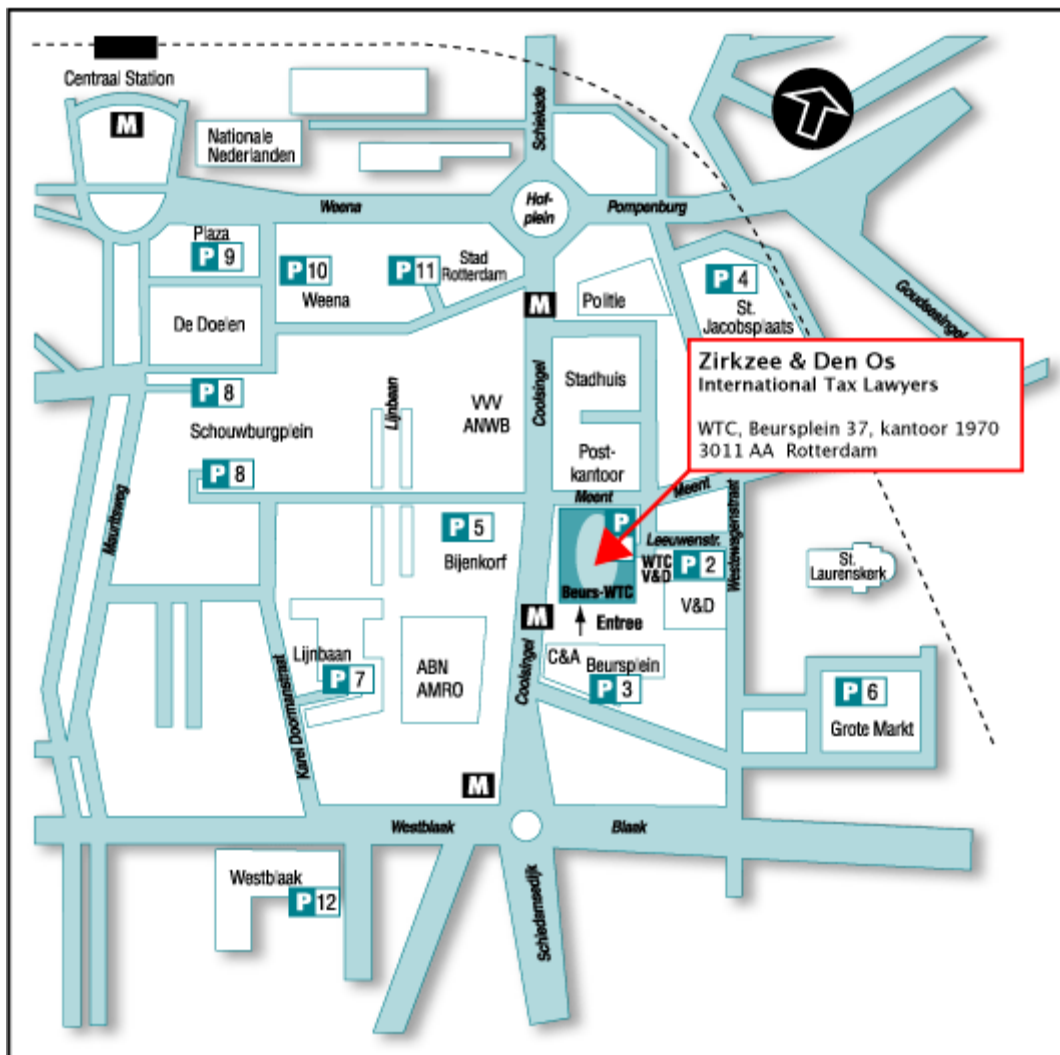 Centraal Station
M
Nationale
Nederlanden
Schiekade
Weena
Hof-
plein
Pompenburg
Plaza
P 9
P 10
Weena
P 11
Stad
Rotterdam
M
Politie
P 4
St.
Jacobsplaats
Goudsesingel
De Doelen
Zirkzee & Den Os
International Tax Lawyers
WTC, Beursplein 37, kantoor 1970
3011 AA Rotterdam
P 8
Schouwburgplein
Lijnbaan
VVV
ANWB
Coolsingel
Stadhuis
Post-
kantoor
P 8
Meent
Meent
Mauritsweg
P 5
Bijenkorf
P
Leeuwenstr.
WTC
V&D
P 2
Westewagenstraat
St.
Laurenskerk
Beurs-WTC
V&D
M
Entree
Lijnbaan
P 7
ABN
AMRO
Coolsingel
C&A
Beursplein
P 3
P 6
Grote Markt
Karel Doormanstraat
M
Westblaak
Blaak
Westblaak
P 12
Schiedamsedijk